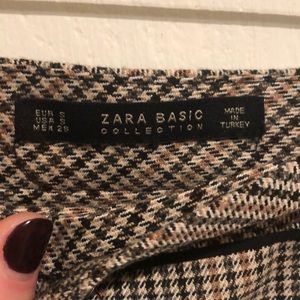 EUR S
USA S
MEX 26
ZARA BASIC
COLLECTION
MADE
IN
TURKEY